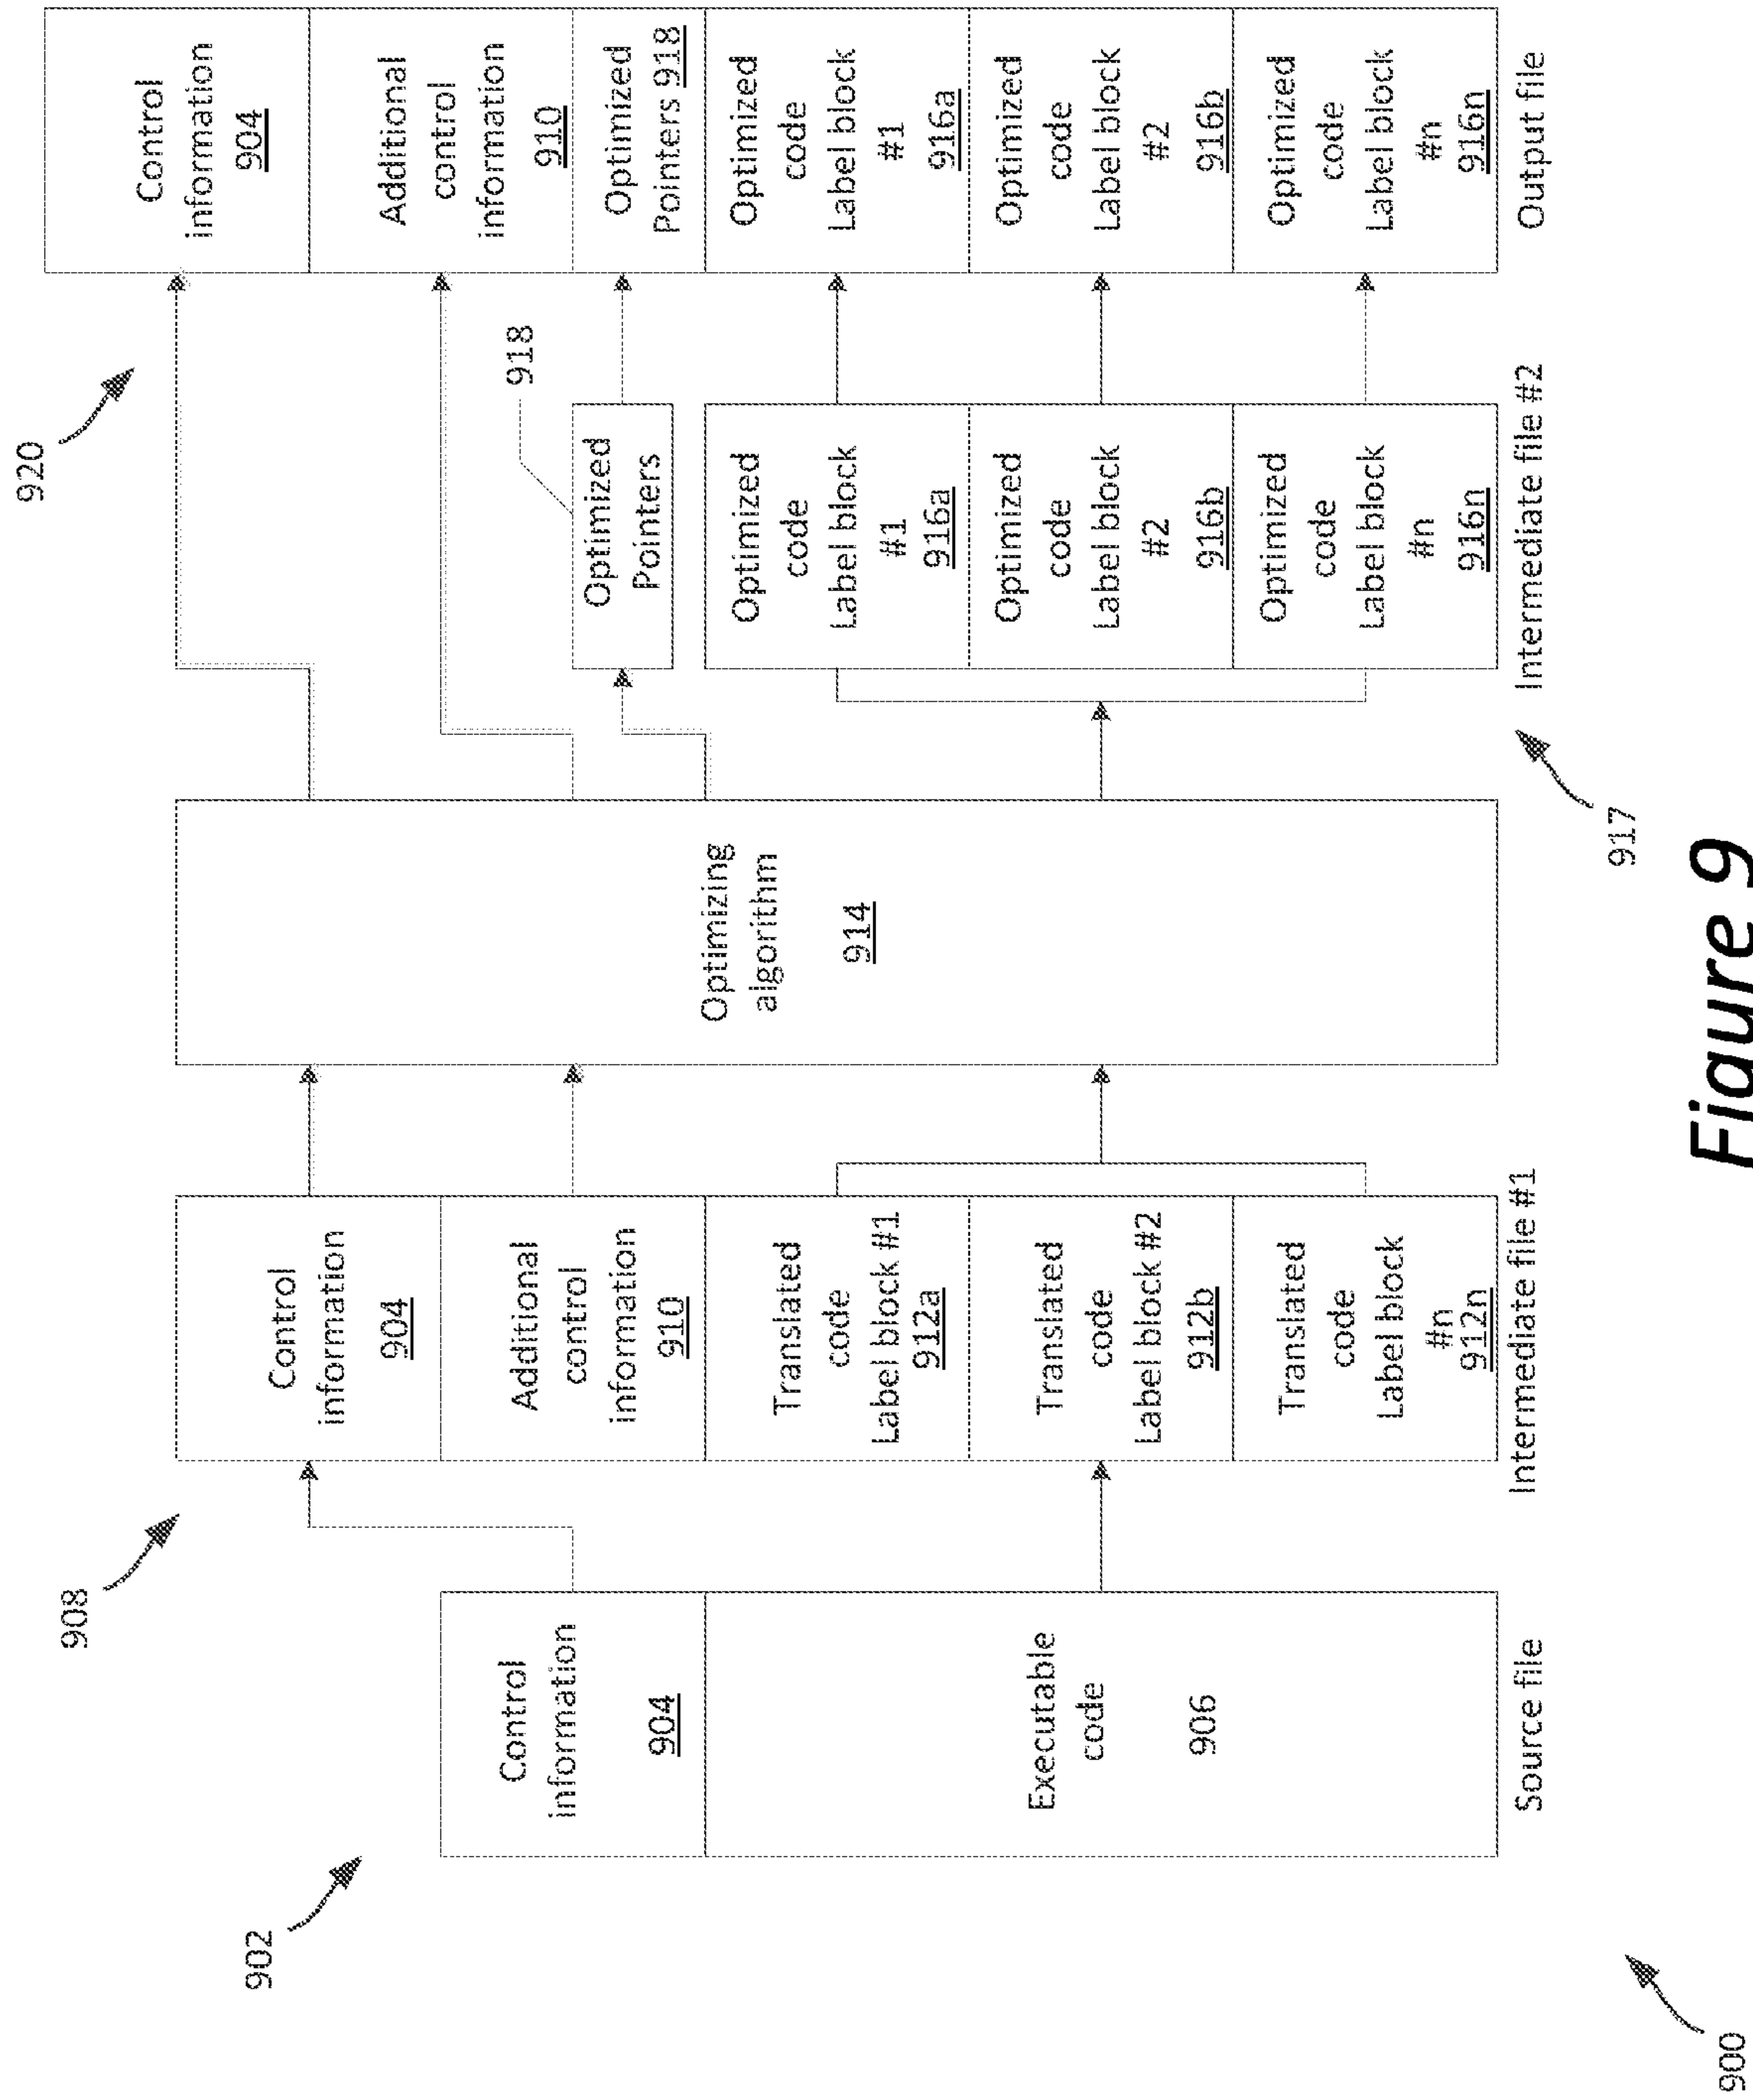 900
902
Control
information
904
Executable
code
906
Source file
908
Control
information
904
Additional
control
information
910
Translated
code
Label block #1
912a
Translated
code
Label block #2
912b
Translated
code
Label block
#n
912n
Intermediate file #1
Optimizing
algorithm
914
918
Optimized
Pointers
Optimized
code
Label block
#1
916a
Optimized
code
Label block
#2
916b
Optimized
code
Label block
#n
916n
Intermediate file #2
917
920
Control
information
904
Additional
control
information
910
Optimized
Pointers 918
Optimized
code
Label block
#1
916a
Optimized
code
Label block
#2
916b
Optimized
code
Label block
#n
916n
Output file
Figure 9